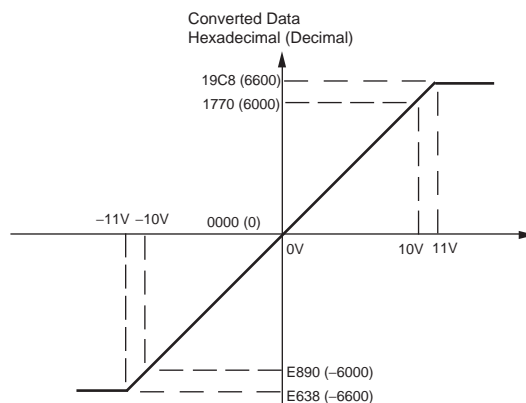 Converted Data
Hexadecimal (Decimal)
19C8 (6600)
1770 (6000)
−11V −10V
0000 (0)
0V
10V
11V
E890 (−6000)
E638 (−6600)